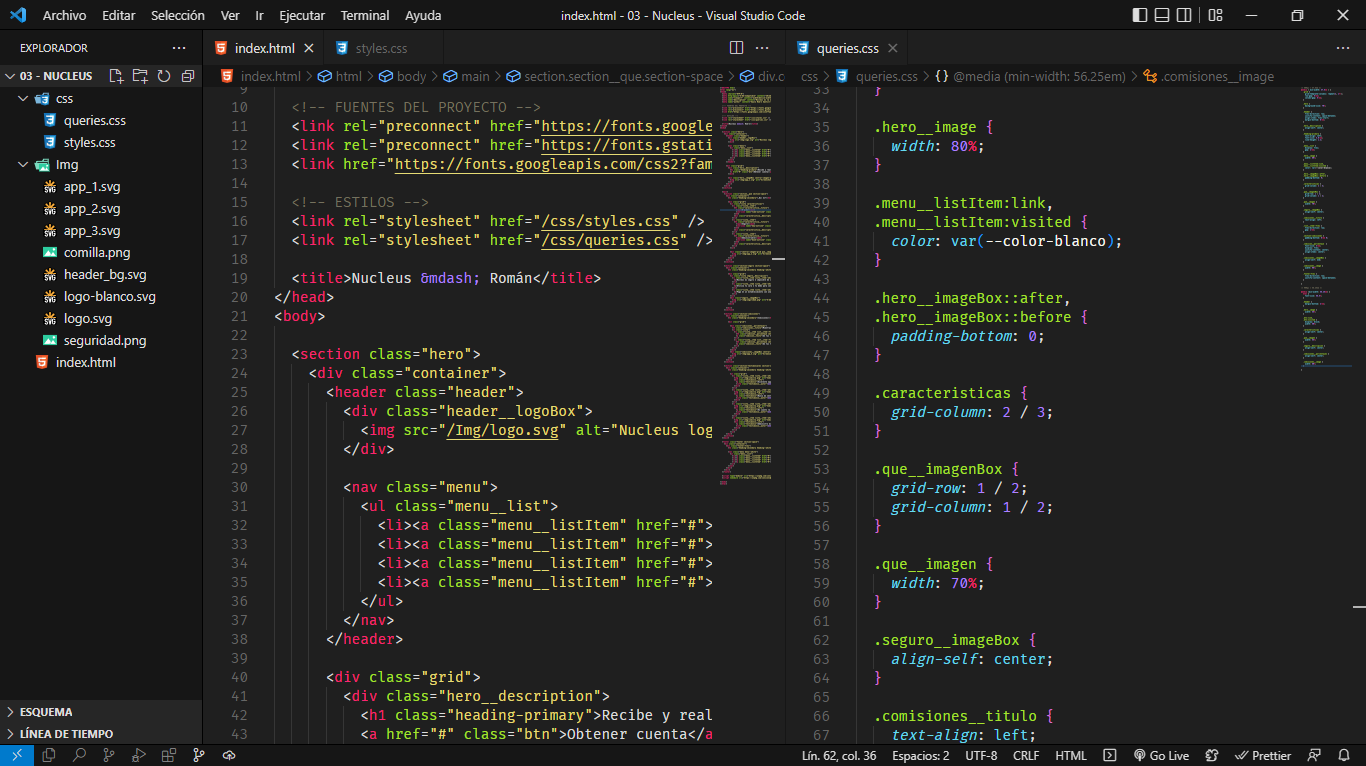 Archivo Editar Selección Ver Ir Ejecutar Terminal Ayuda
index.html - 03 - Nucleus - Visual Studio Code
EXPLORADOR
03 - NUCLEUS
css
queries.css
styles.css
Img
app_1.svg
app_2.svg
app_3.svg
comilla.png
header_bg.svg
logo-blanco.svg
logo.svg
seguridad.png
index.html
ESQUEMA
LÍNEA DE TIEMPO
index.html
styles.css
index.html > html > body > main > section.section__que.section-space > div.c
9
10 <!-- FUENTES DEL PROYECTO -->
11 <link rel="preconnect" href="https://fonts.google
12 <link rel="preconnect" href="https://fonts.gstati
13 <link href="https://fonts.googleapis.com/css2?fam
14
15 <!-- ESTILOS -->
16 <link rel="stylesheet" href="/css/styles.css" />
17 <link rel="stylesheet" href="/css/queries.css" />
18
19 <title>Nucleus &mdash; Román</title>
20 </head>
21 <body>
22
23 <section class="hero">
24 <div class="container">
25 <header class="header">
26 <div class="header__logoBox">
27 <img src="/Img/logo.svg" alt="Nucleus log
28 </div>
29
30 <nav class="menu">
31 <ul class="menu__list">
32 <li><a class="menu__listItem" href="#">
33 <li><a class="menu__listItem" href="#">
34 <li><a class="menu__listItem" href="#">
35 <li><a class="menu__listItem" href="#">
36 </ul>
37 </nav>
38 </header>
39
40 <div class="grid">
41 <div class="hero__description">
42 <h1 class="heading-primary">Recibe y real
43 <a href="#" class="btn">Obtener cuenta</a
queries.css
css > queries.css > {} @media (min-width: 56.25em) > .comisiones__image
33 }
34
35 .hero__image {
36 width: 80%;
37 }
38
39 .menu__listItem:link,
40 .menu__listItem:visited {
41 color: var(--color-blanco);
42 }
43
44 .hero__imageBox::after,
45 .hero__imageBox::before {
46 padding-bottom: 0;
47 }
48
49 .caracteristicas {
50 grid-column: 2 / 3;
51 }
52
53 .que__imagenBox {
54 grid-row: 1 / 2;
55 grid-column: 1 / 2;
56 }
57
58 .que__imagen {
59 width: 70%;
60 }
61
62 .seguro__imageBox {
63 align-self: center;
64 }
65
66 .comisiones__titulo {
67 text-align: left;
Lín. 62, col. 36 Espacios: 2 UTF-8 CRLF HTML Go Live Prettier